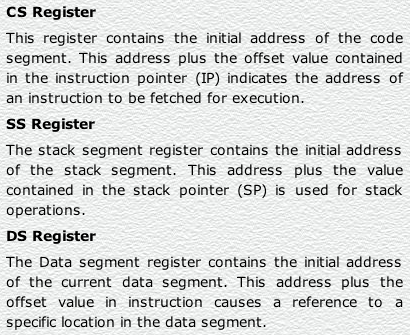 CS Register
This register contains the initial address of the code
segment. This address plus the offset value contained
in the instruction pointer (IP) indicates the address of
an instruction to be fetched for execution.
SS Register
The stack segment register contains the initial address
of the stack segment. This address plus the value
contained in the stack pointer (SP) is used for stack
operations.
DS Register
The Data segment register contains the initial address
of the current data segment. This address plus the
offset value in instruction causes a reference to a
specific location in the data segment.